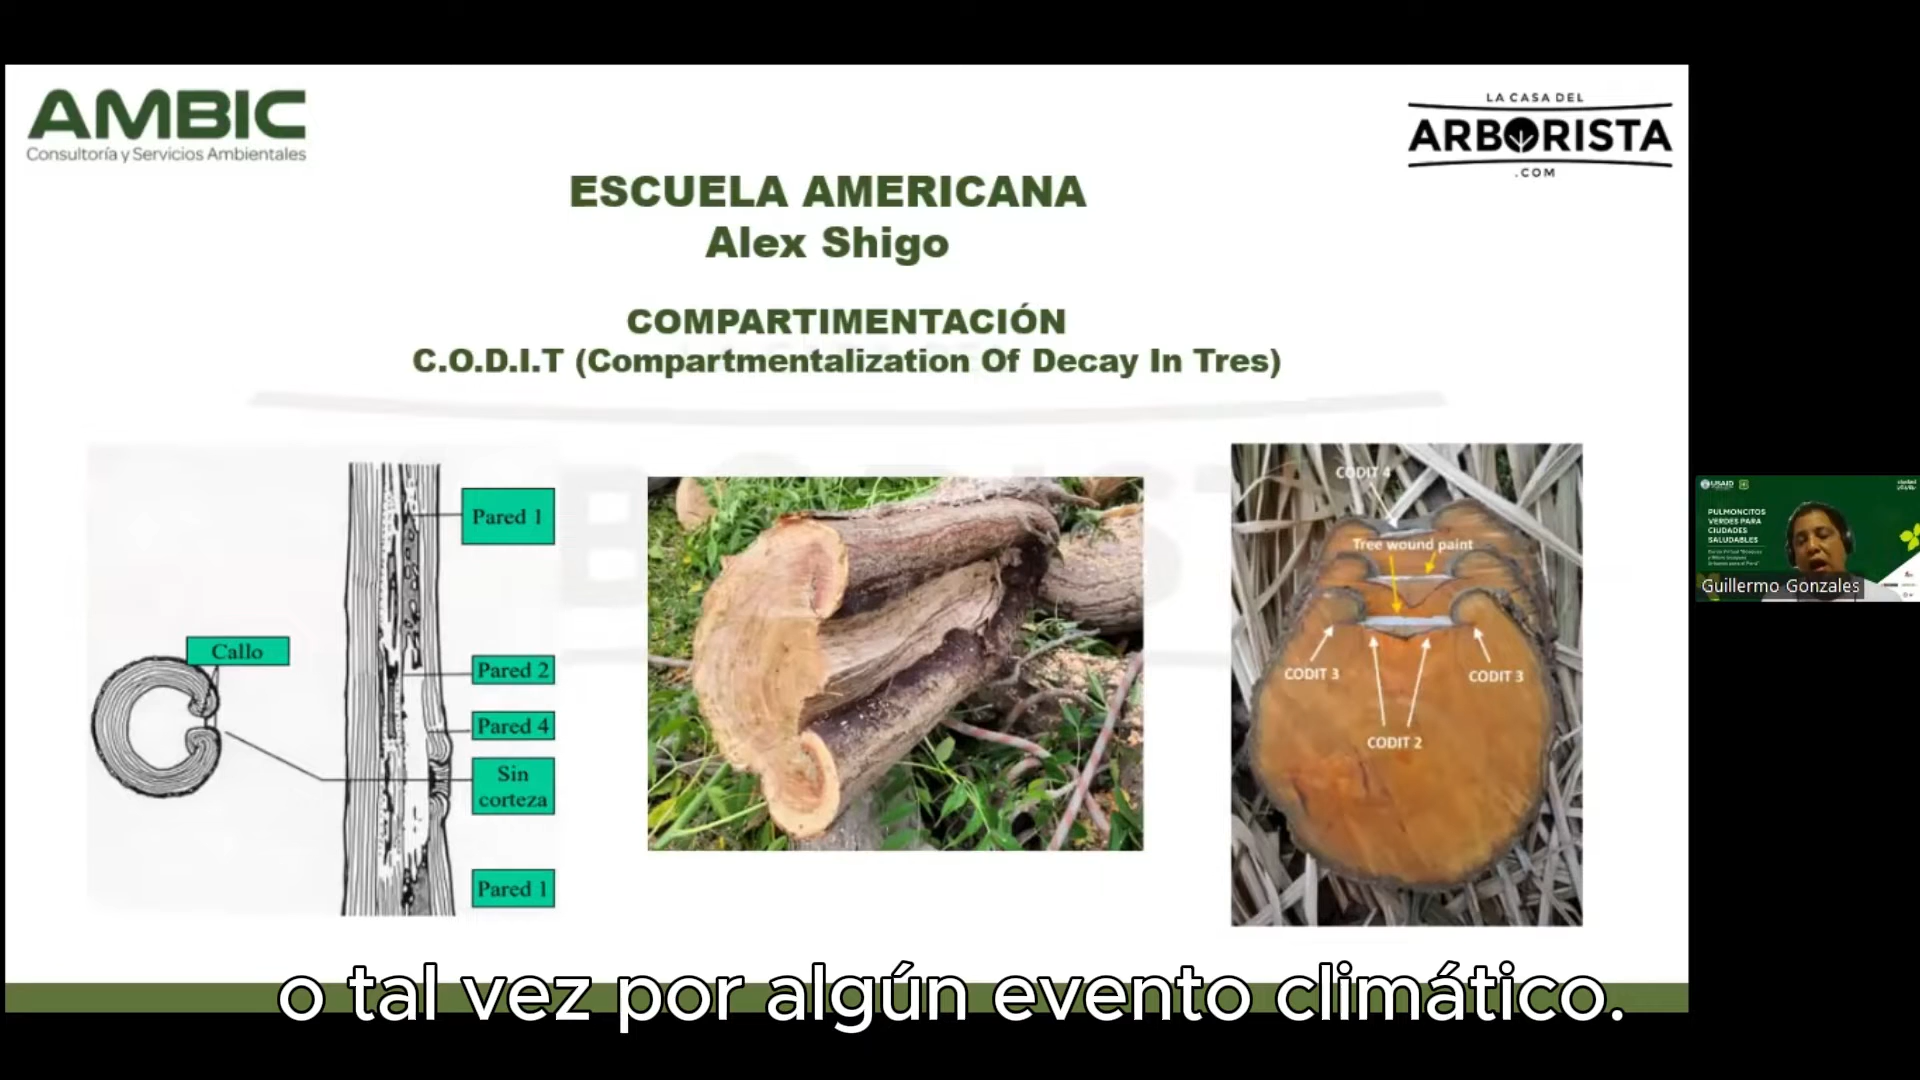 AMBIC
Consultoría y Servicios Ambientales
LA CASA DEL
ARBORISTA
.COM
ESCUELA AMERICANA
Alex Shigo
COMPARTIMENTACIÓN
C.O.D.I.T (Compartmentalization Of Decay In Tres)
Callo
Pared 1
Pared 2
Pared 4
Sin
corteza
Pared 1
CODIT 4
Tree wound paint
CODIT 3
CODIT 3
CODIT 2
USAID
PULMONCITOS
VERDES PARA
CIUDADES
SALUDABLES
Guillermo Gonzales
o tal vez por algún evento climático.